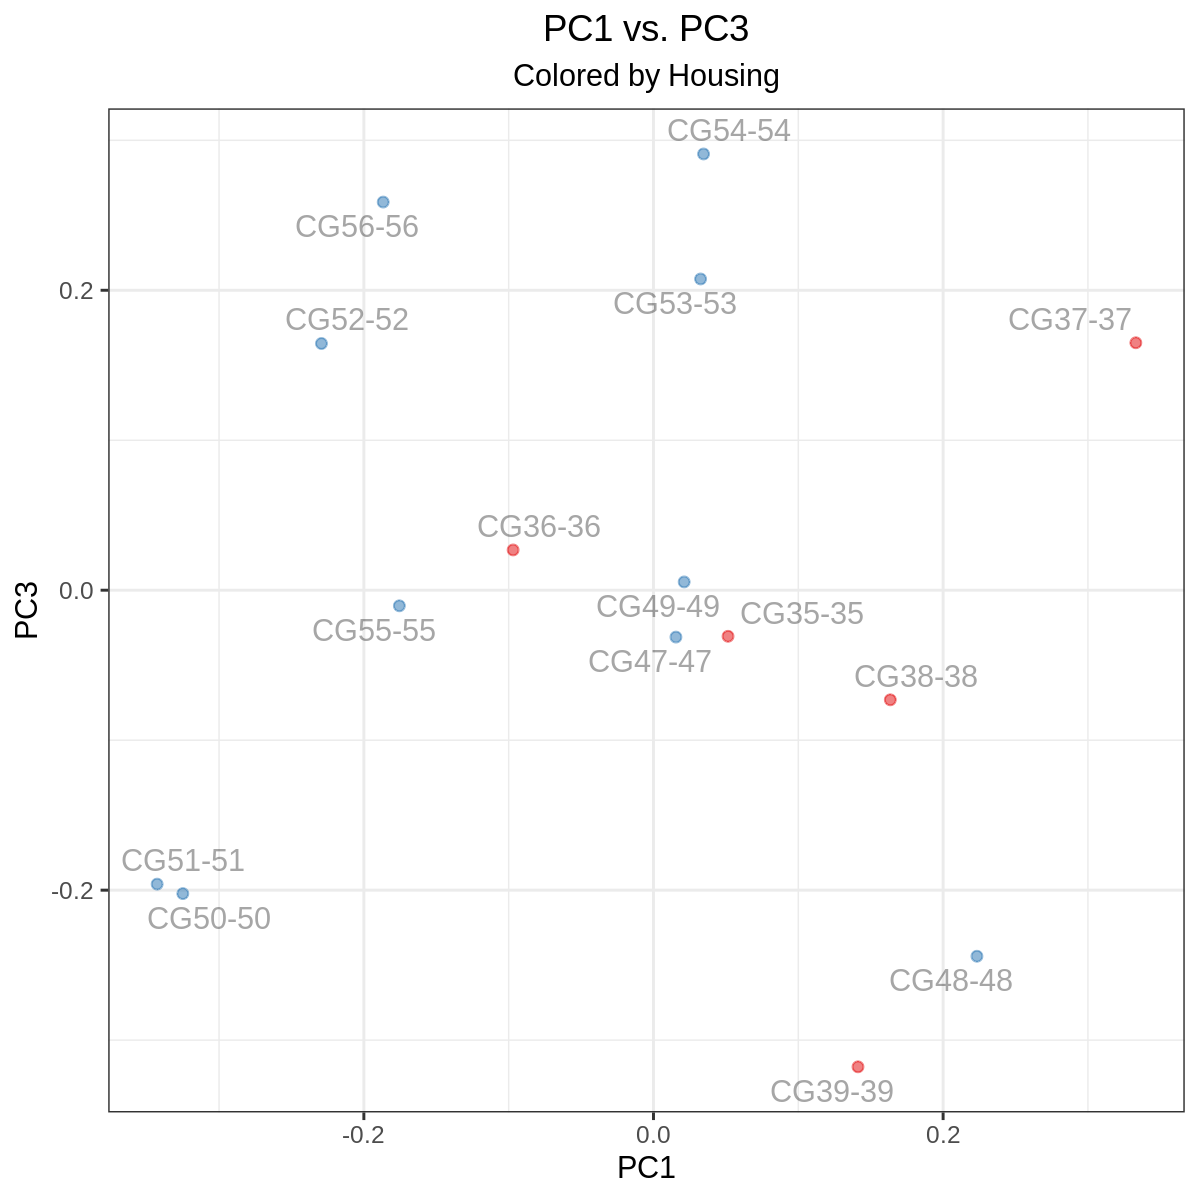 PC1 vs. PC3
Colored by Housing
CG54-54
CG56-56
0.2
CG53-53
CG52-52
CG37-37
CG36-36
0.0
CG49-49
CG35-35
CG55-55
CG47-47
CG38-38
PC3
CG51-51
-0.2
CG50-50
CG48-48
CG39-39
-0.2
0.0
0.2
PC1